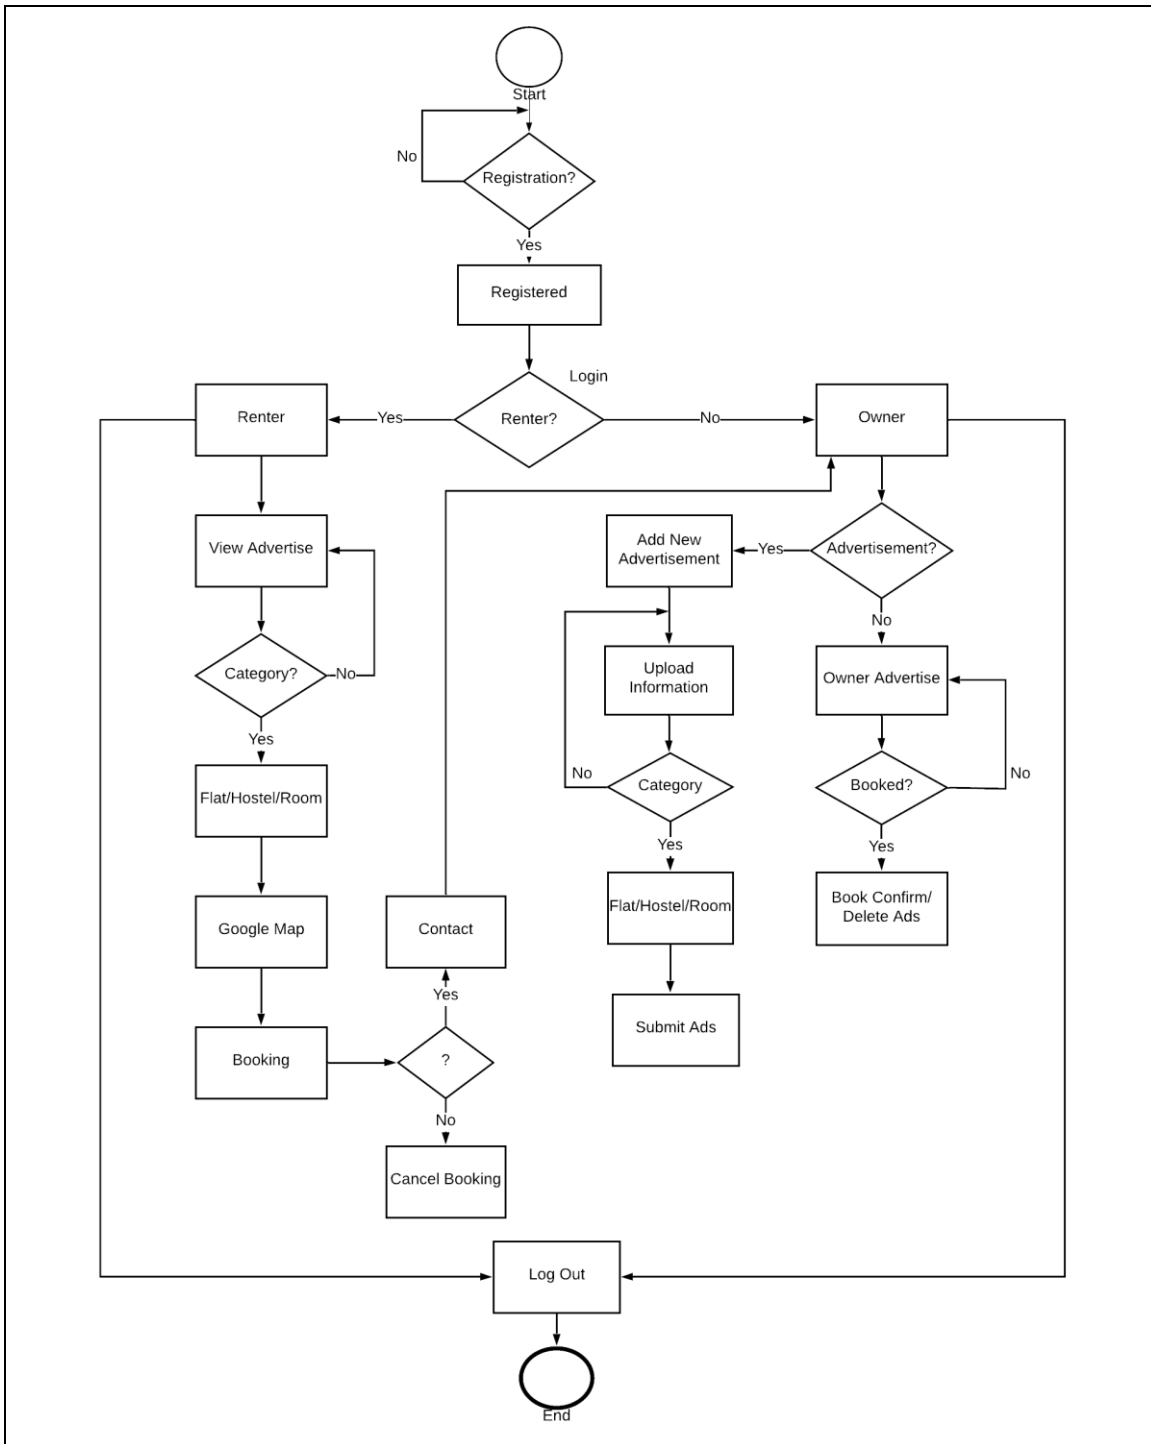 Start
No
Registration?
Yes
Registered
Login
Renter
Yes
Renter?
No
Owner
View Advertise
Add New
Advertisement
Yes
Advertisement?
No
Category?
No
Upload
Information
Owner Advertise
Yes
No
Category
Booked?
No
Flat/Hostel/Room
Yes
Yes
Flat/Hostel/Room
Book Confirm/
Delete Ads
Google Map
Contact
Yes
Submit Ads
Booking
?
No
Cancel Booking
Log Out
End